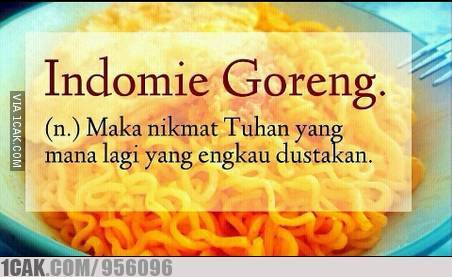 Indomie Goreng.
(n.) Maka nikmat Tuhan yang
mana lagi yang engkau dustakan.
VIA 1CAK.COM
1CAK.COM/956096